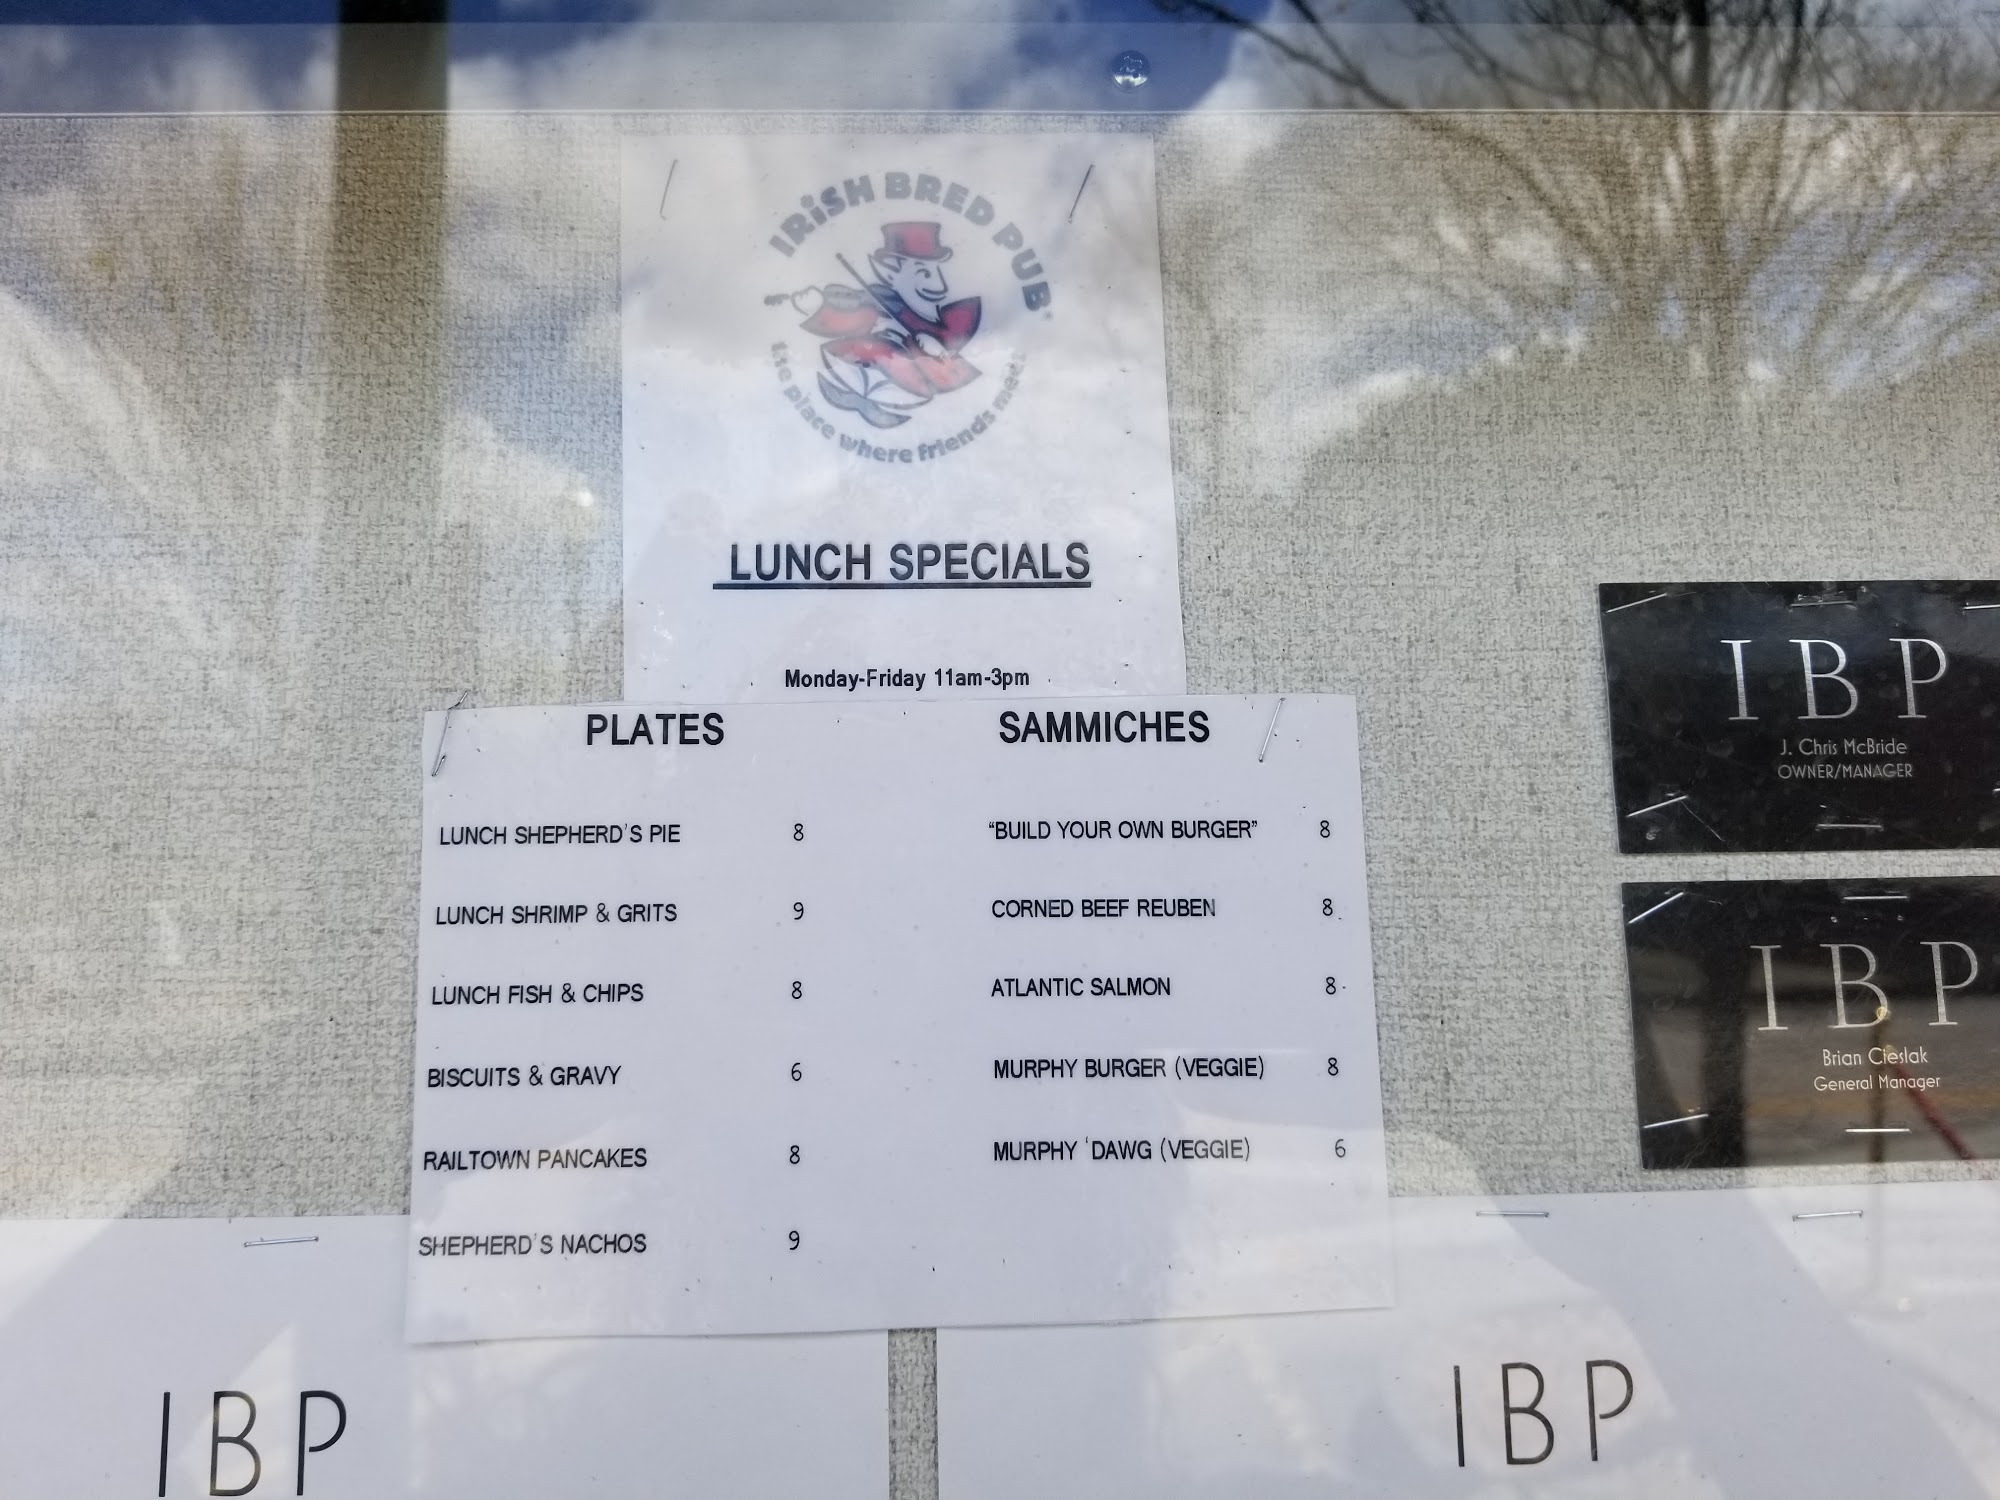 IRiSH BRED PUB
the place where friends meet!
LUNCH SPECIALS
Monday-Friday 11am-3pm
PLATES
LUNCH SHEPHERD'S PIE 8
LUNCH SHRIMP & GRITS 9
LUNCH FISH & CHIPS 8
BISCUITS & GRAVY 6
RAILTOWN PANCAKES 8
SHEPHERD'S NACHOS 9
SAMMICHES
"BUILD YOUR OWN BURGER" 8
CORNED BEEF REUBEN 8
ATLANTIC SALMON 8
MURPHY BURGER (VEGGIE) 8
MURPHY 'DAWG (VEGGIE) 6
IBP
J. Chris McBride
OWNER/MANAGER
IBP
Brian Cieslak
General Manager
IBP
IBP